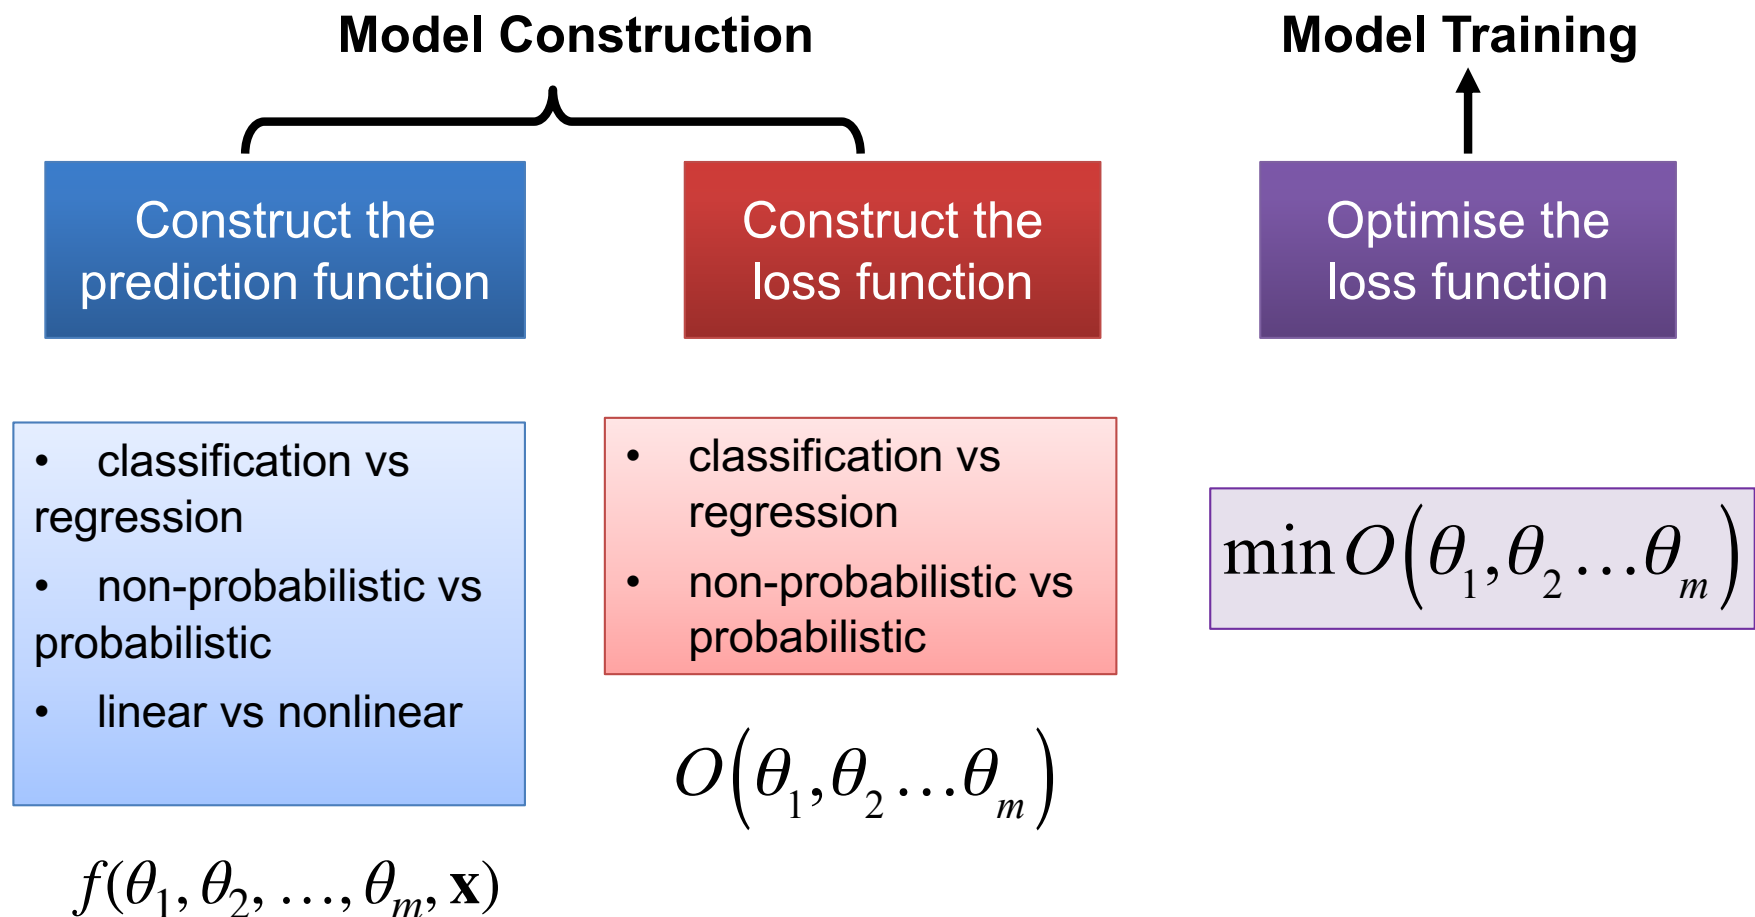 Model Construction
Model Training
Construct the
prediction function
Construct the
loss function
Optimise the
loss function
• classification vs
regression
• non-probabilistic vs
probabilistic
• linear vs nonlinear
f(θ₁, θ₂, …, θₘ, 𝐱)
• classification vs
regression
• non-probabilistic vs
probabilistic
O(θ₁,θ₂…θₘ)
min O(θ₁,θ₂…θₘ)